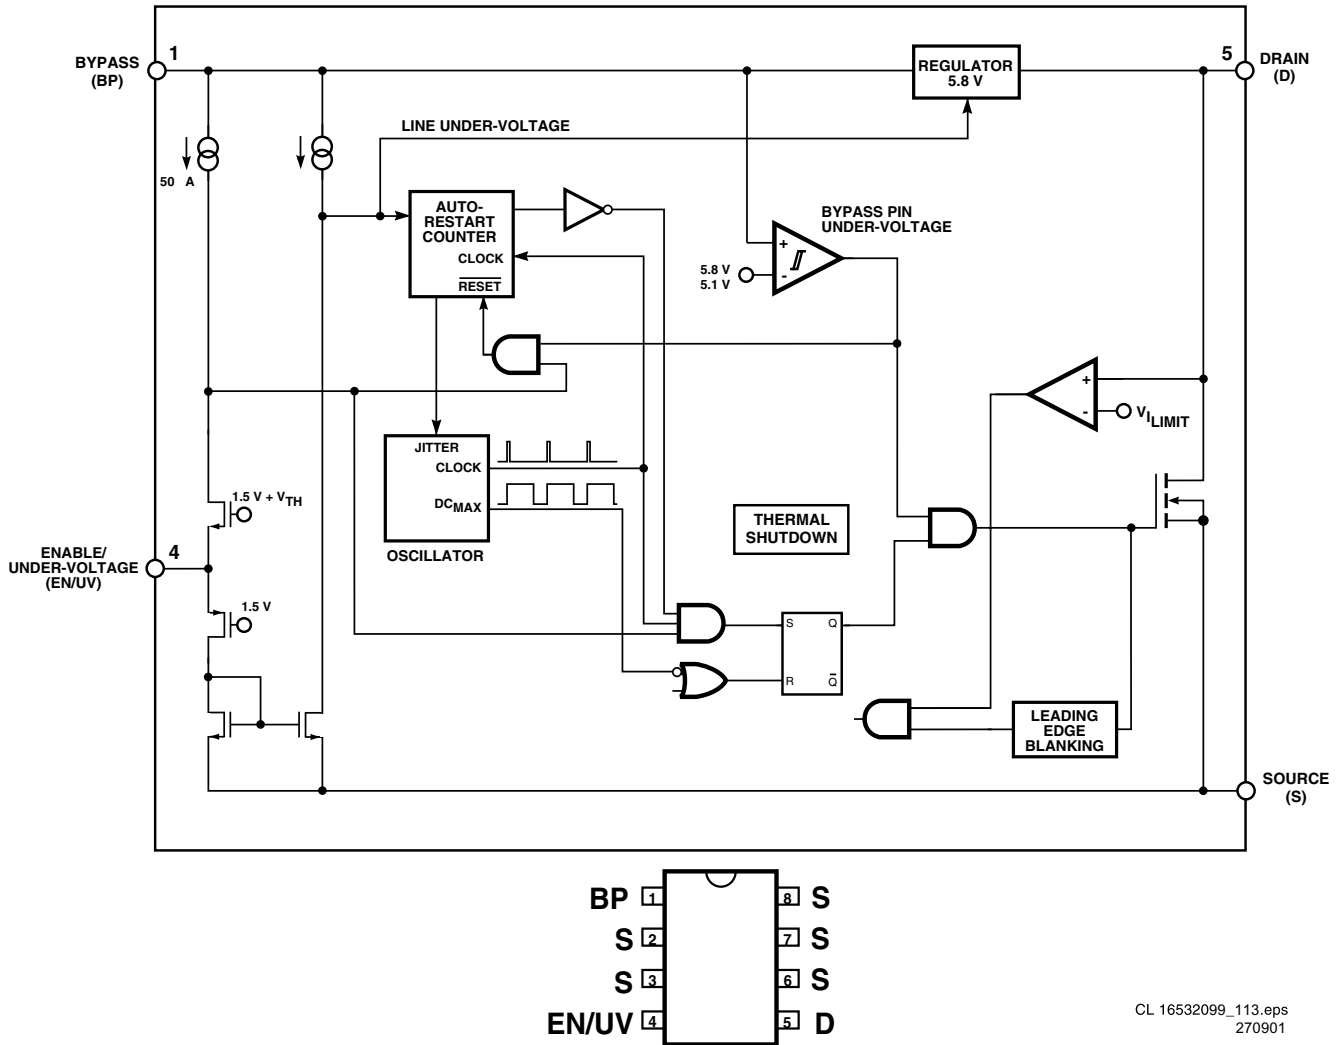 BYPASS
(BP)
1
REGULATOR
5.8 V
5
DRAIN
(D)
LINE UNDER-VOLTAGE
50 A
AUTO-
RESTART
COUNTER
CLOCK
RESET
BYPASS PIN
UNDER-VOLTAGE
+
-
5.8 V
5.1 V
+
-
VILIMIT
JITTER
CLOCK
DCMAX
OSCILLATOR
1.5 V + VTH
THERMAL
SHUTDOWN
ENABLE/
UNDER-VOLTAGE
(EN/UV)
4
1.5 V
S Q
R Q
LEADING
EDGE
BLANKING
SOURCE
(S)
BP 1 8 S
S 2 7 S
S 3 6 S
EN/UV 4 5 D
CL 16532099_113.eps
270901